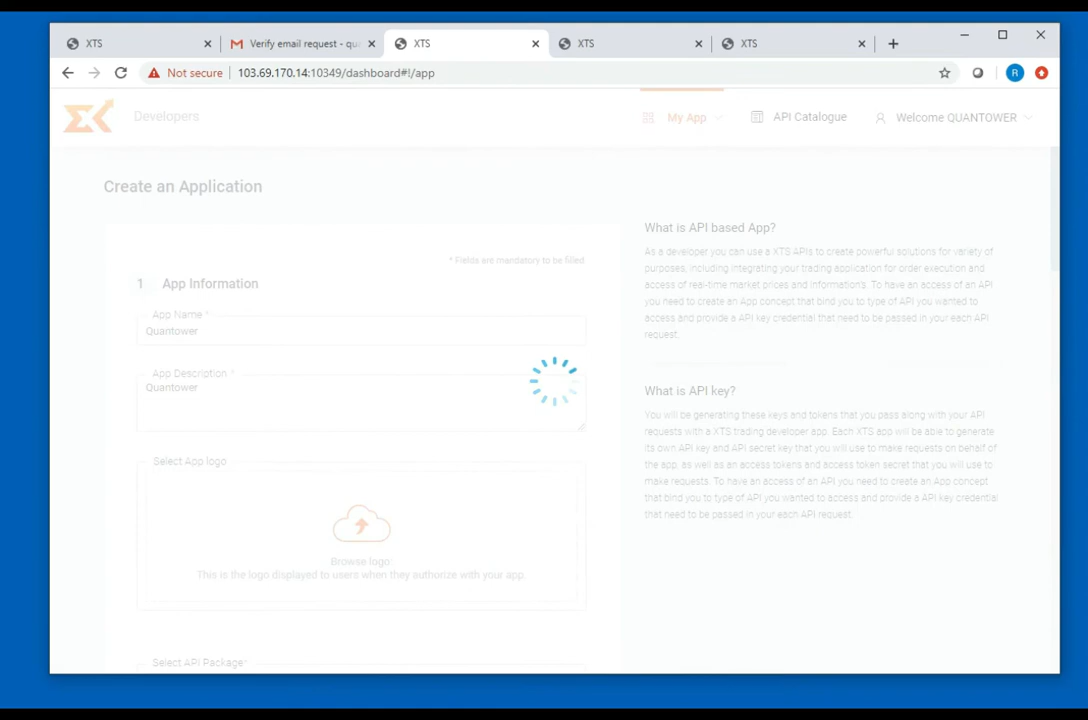 XTS
Verify email request - qu
XTS
XTS
XTS
Not secure
103.69.170.14:10349/dashboard#!/app
R
Developers
My App
API Catalogue
Welcome QUANTOWER
Create an Application
* Fields are mandatory to be filled
1 App Information
App Name *
Quantower
App Description *
Quantower
Select App logo
Browse logo:
This is the logo displayed to users when they authorize with your app.
Select API Package*
What is API based App?
As a developer you can use a XTS APIs to create powerful solutions for variety of
purposes, including integrating your trading application for order execution and
access of real-time market prices and Information's. To have an access of an API
you need to create an App concept that bind you to type of API you wanted to
access and provide a API key credential that need to be passed in your each API
request.
What is API key?
You will be generating these keys and tokens that you pass along with your API
requests with a XTS trading developer app. Each XTS app will be able to generate
its own API key and API secret key that you will use to make requests on behalf of
the app, as well as an access tokens and access token secret that you will use to
make requests. To have an access of an API you need to create an App concept
that bind you to type of API you wanted to access and provide a API key credential
that need to be passed in your each API request.